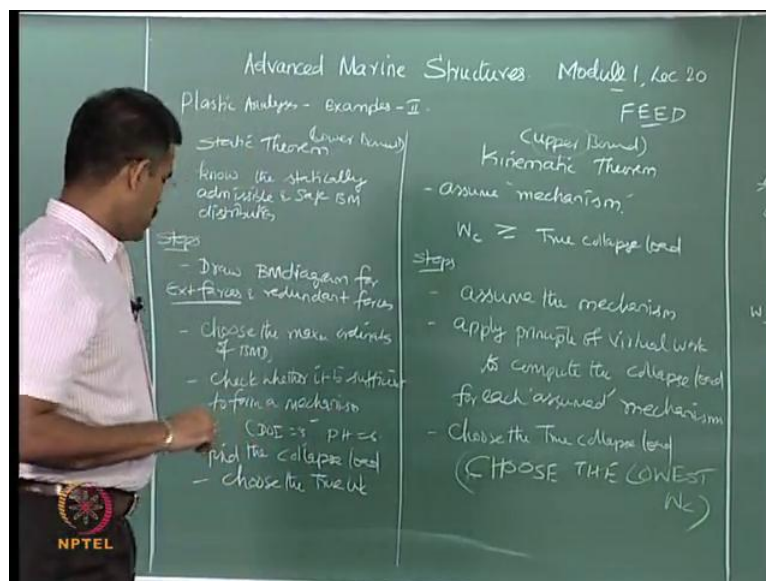 Advanced Marine Structures. Module 1, Lec 20
Plastic Analyses - Examples - II.
FEED
Static Theorem (Lower Bound)
know the statically
admissible & Safe BM
distribution
Steps
- Draw BM diagram for
Ext forces & redundant forces
- choose the max ordinates
of BMD,
- check whether it is sufficient
to form a mechanism
PH =
find the collapse load
- choose the True Wc
(Upper Bound)
Kinematic Theorem
- assume "mechanism"
Wc ≥ True collapse load
steps
- assume the mechanism
- apply principle of virtual work
to compute the collapse load
for each "assumed" mechanism
- choose the True collapse load
(CHOOSE THE LOWEST
Wc)
W
NPTEL